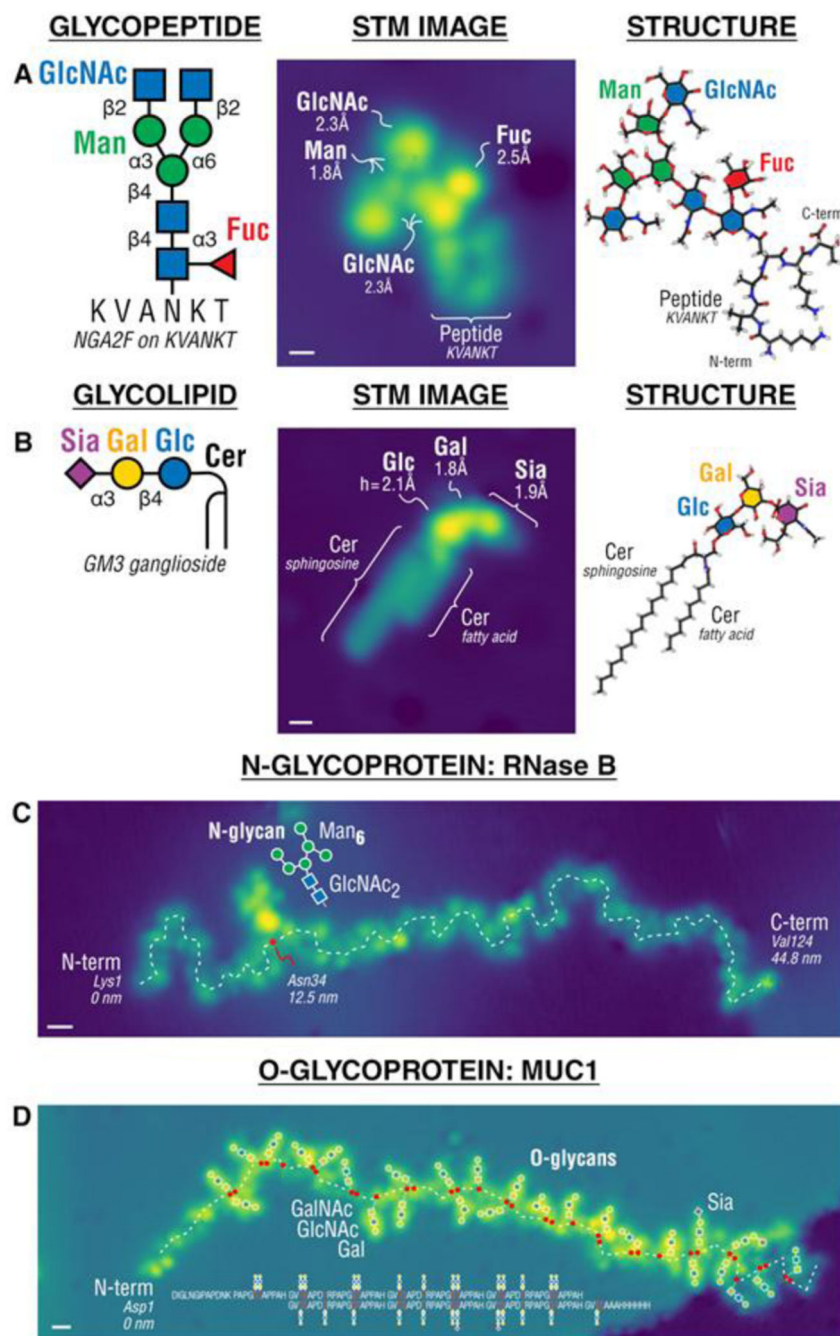 GLYCOPEPTIDE STM IMAGE STRUCTURE
A
GlcNAc
β2 β2
Man
α3 α6
β4
β4 α3 Fuc
K V A N K T
NGA2F on KVANKT
GlcNAc
2.3Å
Man
1.8Å
Fuc
2.5Å
GlcNAc
2.3Å
Peptide
KVANKT
Man GlcNAc
Fuc
C-term
Peptide
KVANKT
N-term
GLYCOLIPID STM IMAGE STRUCTURE
B
Sia Gal Glc
Cer
α3 β4
GM3 ganglioside
Gal
1.8Å
Glc
h=2.1Å
Sia
1.9Å
Cer
sphingosine
Cer
fatty acid
Gal
Sia
Glc
Cer
sphingosine
Cer
fatty acid
N-GLYCOPROTEIN: RNase B
C
N-glycan Man6
GlcNAc2
N-term
Lys1
0 nm
Asn34
12.5 nm
C-term
Val124
44.8 nm
O-GLYCOPROTEIN: MUC1
D
O-glycans
GalNAc
GlcNAc
Gal
Sia
N-term
Asp1
0 nm